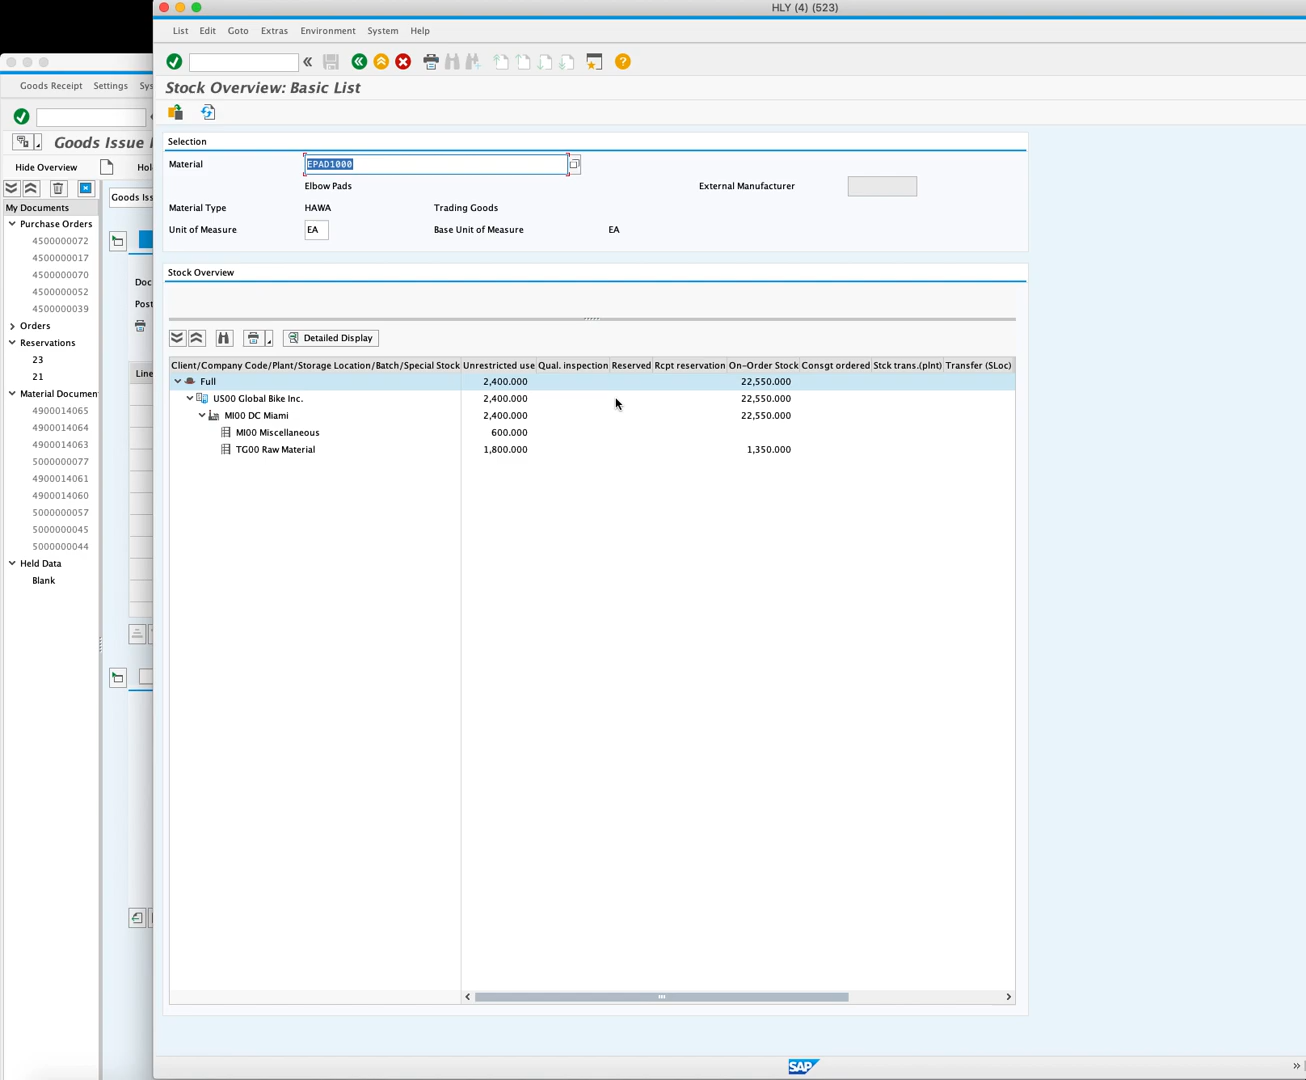 HLY (4) (523)
List Edit Goto Extras Environment System Help
Stock Overview: Basic List
Selection
Material EPAD1000
Elbow Pads External Manufacturer
Material Type HAWA Trading Goods
Unit of Measure EA Base Unit of Measure EA
Stock Overview
Detailed Display
Client/Company Code/Plant/Storage Location/Batch/Special Stock Unrestricted use Qual. inspection Reserved Rcpt reservation On-Order Stock Consgt ordered Stck trans.(plnt) Transfer (SLoc)
Full 2,400.000 22,550.000
US00 Global Bike Inc. 2,400.000 22,550.000
MI00 DC Miami 2,400.000 22,550.000
MI00 Miscellaneous 600.000
TG00 Raw Material 1,800.000 1,350.000
SAP
Goods Receipt Settings Sys
Goods Issue
Hide Overview Hol
My Documents
Purchase Orders
4500000072
4500000017
4500000070
4500000052
4500000039
Orders
Reservations
23
21
Material Documen
4900014065
4900014064
4900014063
5000000077
4900014061
4900014060
5000000057
5000000045
5000000044
Held Data
Blank
Goods Iss
Doc
Post
Line